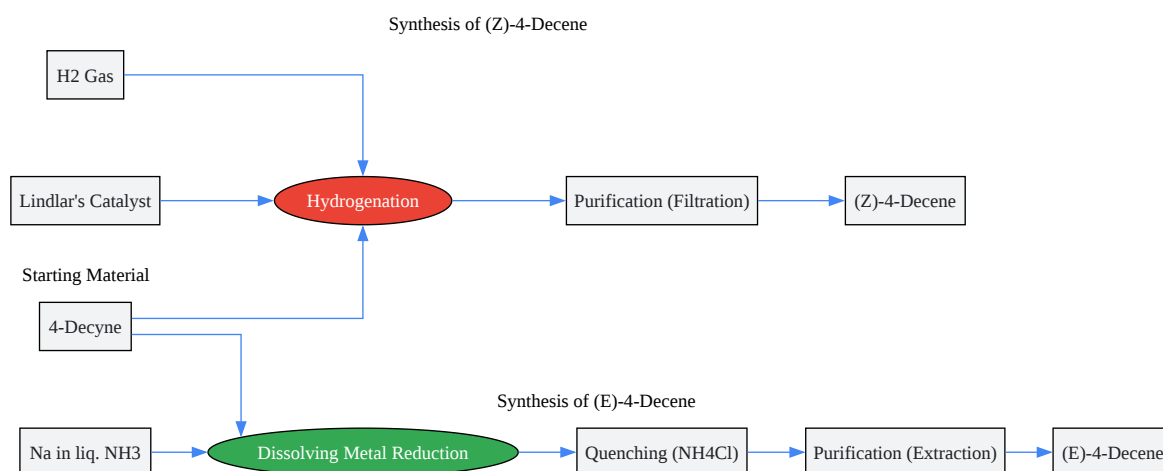 Synthesis of (Z)-4-Decene
H2 Gas
Lindlar's Catalyst
Hydrogenation
Purification (Filtration)
(Z)-4-Decene
Starting Material
4-Decyne
Synthesis of (E)-4-Decene
Na in liq. NH3
Dissolving Metal Reduction
Quenching (NH4Cl)
Purification (Extraction)
(E)-4-Decene